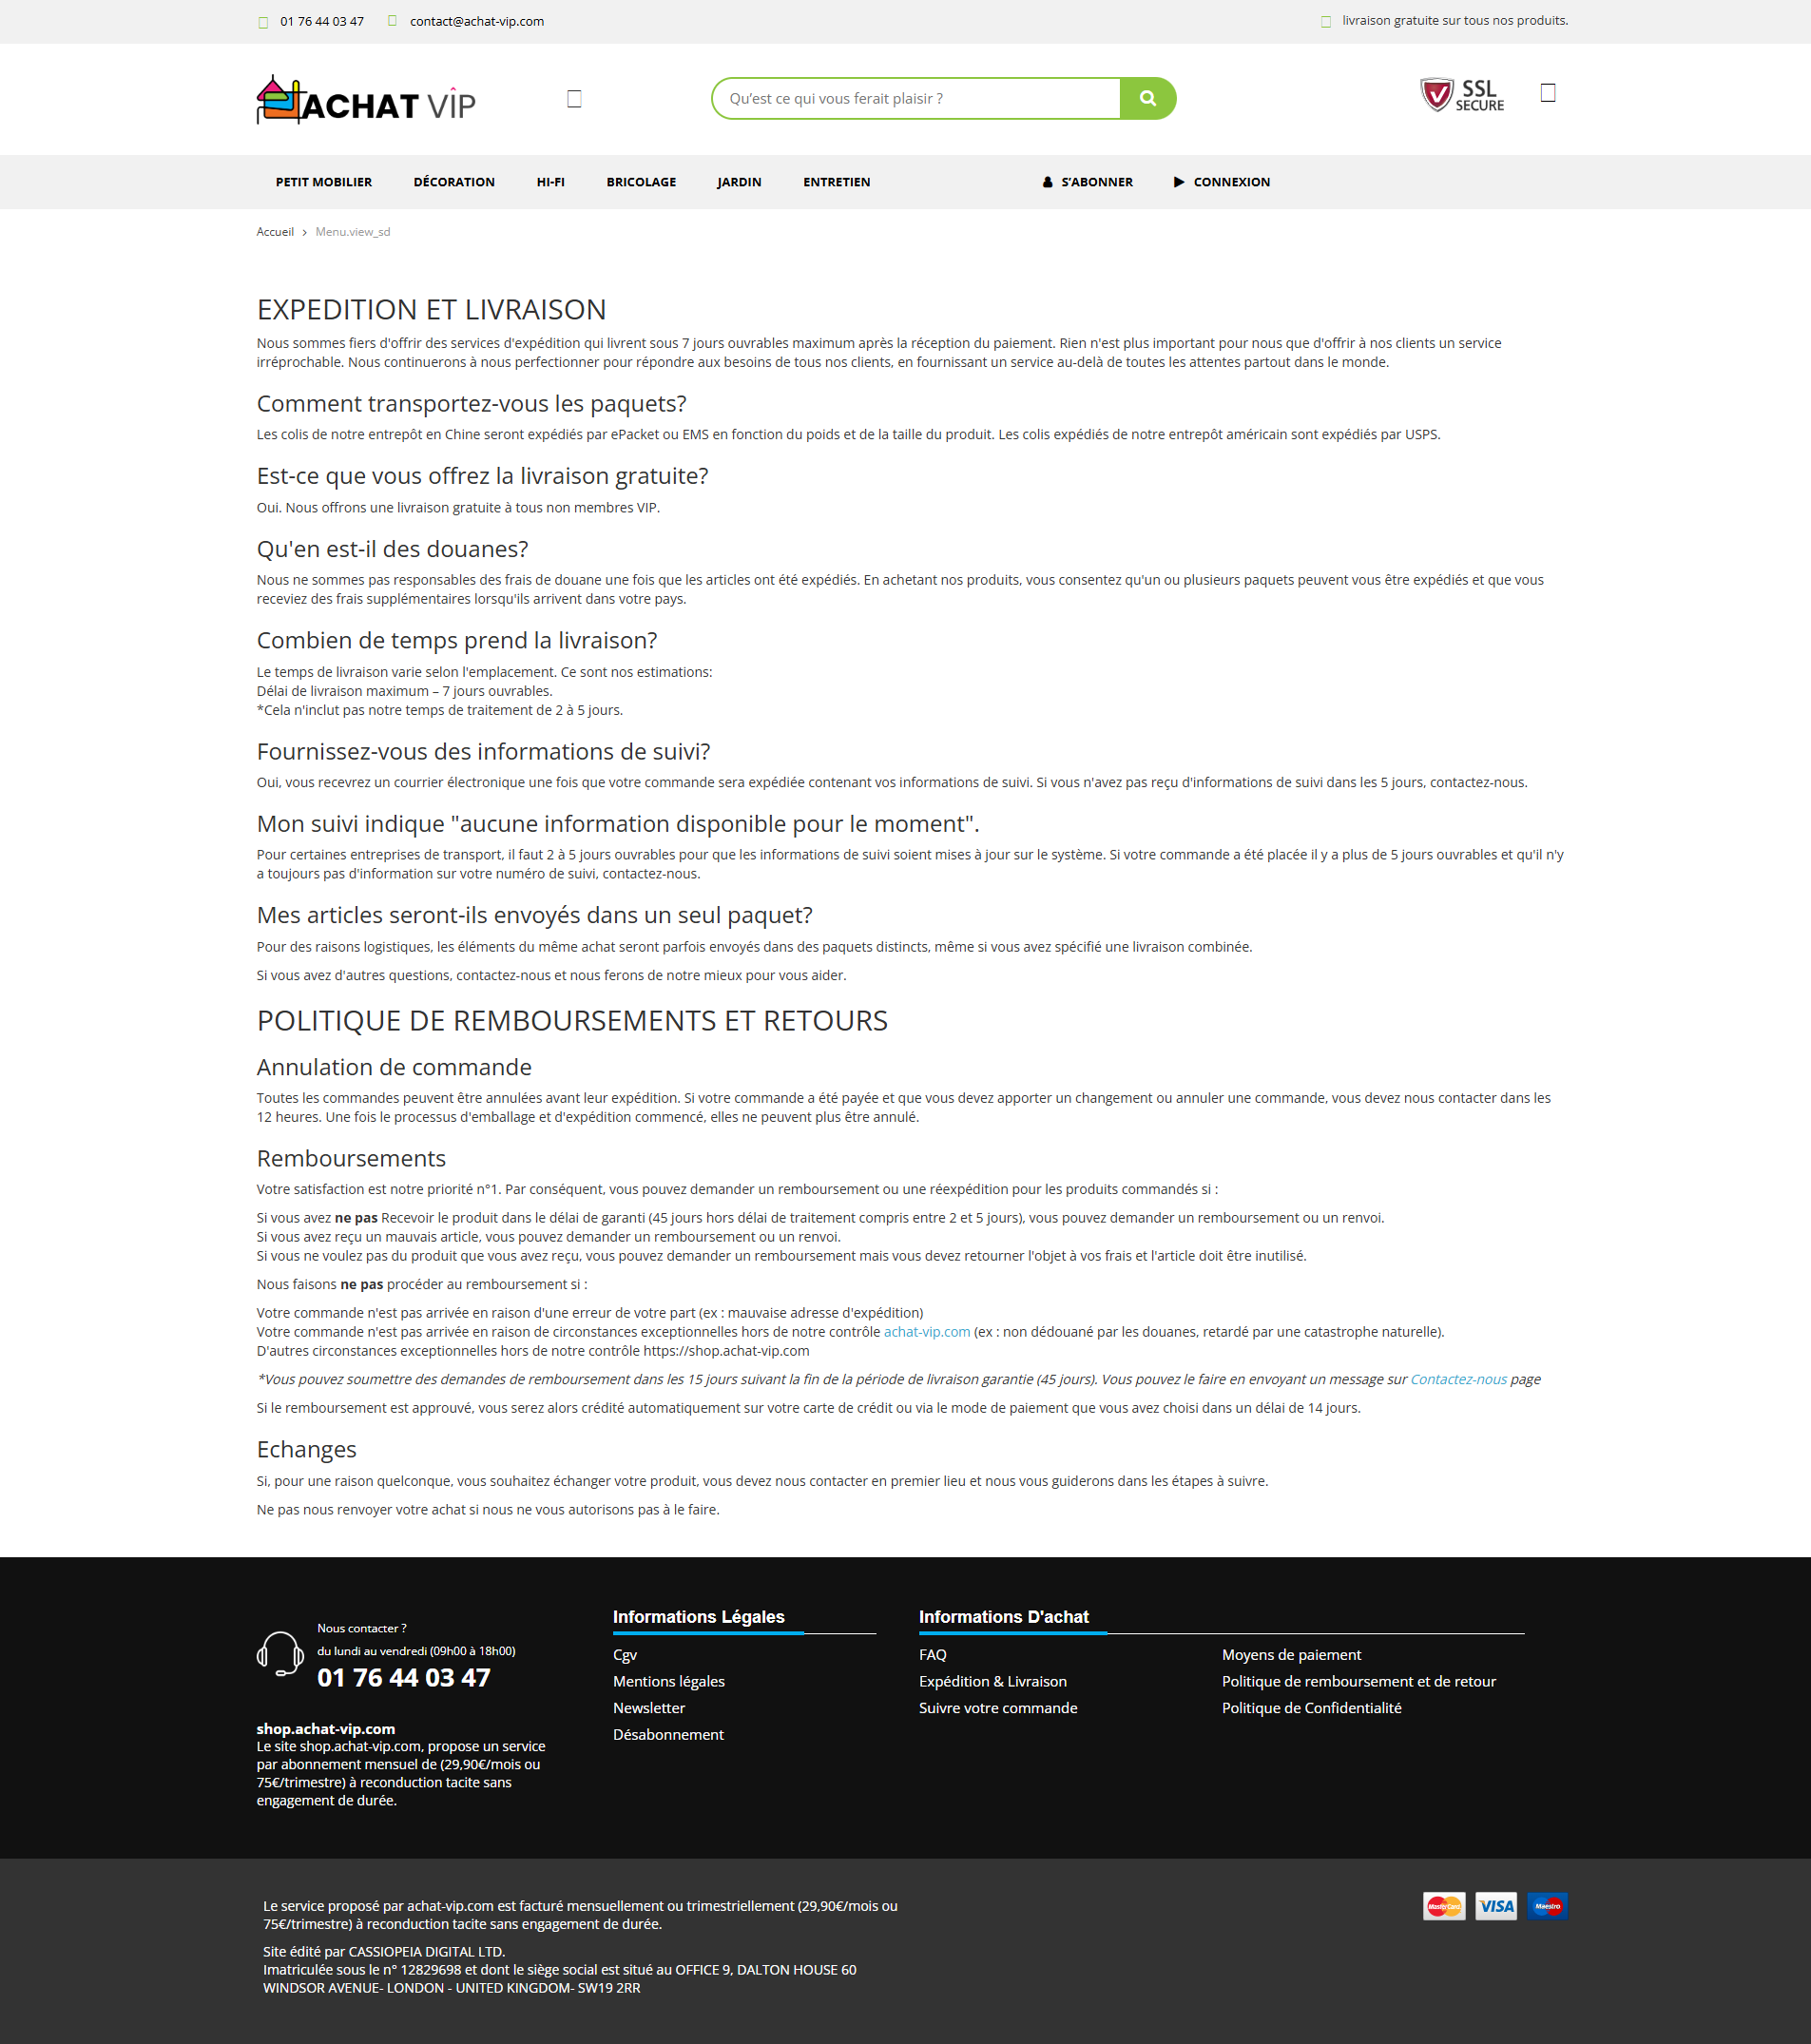 01 76 44 03 47
contact@achat-vip.com
livraison gratuite sur tous nos produits.
ACHAT VIP
Qu’est ce qui vous ferait plaisir ?
SSL
SECURE
PETIT MOBILIER
DÉCORATION
HI-FI
BRICOLAGE
JARDIN
ENTRETIEN
S’ABONNER
CONNEXION
Accueil > Menu.view_sd
EXPEDITION ET LIVRAISON
Nous sommes fiers d'offrir des services d'expédition qui livrent sous 7 jours ouvrables maximum après la réception du paiement. Rien n'est plus important pour nous que d'offrir à nos clients un service
irréprochable. Nous continuerons à nous perfectionner pour répondre aux besoins de tous nos clients, en fournissant un service au-delà de toutes les attentes partout dans le monde.
Comment transportez-vous les paquets?
Les colis de notre entrepôt en Chine seront expédiés par ePacket ou EMS en fonction du poids et de la taille du produit. Les colis expédiés de notre entrepôt américain sont expédiés par USPS.
Est-ce que vous offrez la livraison gratuite?
Oui. Nous offrons une livraison gratuite à tous non membres VIP.
Qu'en est-il des douanes?
Nous ne sommes pas responsables des frais de douane une fois que les articles ont été expédiés. En achetant nos produits, vous consentez qu'un ou plusieurs paquets peuvent vous être expédiés et que vous
receviez des frais supplémentaires lorsqu'ils arrivent dans votre pays.
Combien de temps prend la livraison?
Le temps de livraison varie selon l'emplacement. Ce sont nos estimations:
Délai de livraison maximum – 7 jours ouvrables.
*Cela n'inclut pas notre temps de traitement de 2 à 5 jours.
Fournissez-vous des informations de suivi?
Oui, vous recevrez un courrier électronique une fois que votre commande sera expédiée contenant vos informations de suivi. Si vous n'avez pas reçu d'informations de suivi dans les 5 jours, contactez-nous.
Mon suivi indique "aucune information disponible pour le moment".
Pour certaines entreprises de transport, il faut 2 à 5 jours ouvrables pour que les informations de suivi soient mises à jour sur le système. Si votre commande a été placée il y a plus de 5 jours ouvrables et qu'il n'y
a toujours pas d'information sur votre numéro de suivi, contactez-nous.
Mes articles seront-ils envoyés dans un seul paquet?
Pour des raisons logistiques, les éléments du même achat seront parfois envoyés dans des paquets distincts, même si vous avez spécifié une livraison combinée.
Si vous avez d'autres questions, contactez-nous et nous ferons de notre mieux pour vous aider.
POLITIQUE DE REMBOURSEMENTS ET RETOURS
Annulation de commande
Toutes les commandes peuvent être annulées avant leur expédition. Si votre commande a été payée et que vous devez apporter un changement ou annuler une commande, vous devez nous contacter dans les
12 heures. Une fois le processus d'emballage et d'expédition commencé, elles ne peuvent plus être annulé.
Remboursements
Votre satisfaction est notre priorité n°1. Par conséquent, vous pouvez demander un remboursement ou une réexpédition pour les produits commandés si :
Si vous avez ne pas Recevoir le produit dans le délai de garanti (45 jours hors délai de traitement compris entre 2 et 5 jours), vous pouvez demander un remboursement ou un renvoi.
Si vous avez reçu un mauvais article, vous pouvez demander un remboursement ou un renvoi.
Si vous ne voulez pas du produit que vous avez reçu, vous pouvez demander un remboursement mais vous devez retourner l'objet à vos frais et l'article doit être inutilisé.
Nous faisons ne pas procéder au remboursement si :
Votre commande n'est pas arrivée en raison d'une erreur de votre part (ex : mauvaise adresse d'expédition)
Votre commande n'est pas arrivée en raison de circonstances exceptionnelles hors de notre contrôle achat-vip.com (ex : non dédouané par les douanes, retardé par une catastrophe naturelle).
D'autres circonstances exceptionnelles hors de notre contrôle https://shop.achat-vip.com
*Vous pouvez soumettre des demandes de remboursement dans les 15 jours suivant la fin de la période de livraison garantie (45 jours). Vous pouvez le faire en envoyant un message sur Contactez-nous page
Si le remboursement est approuvé, vous serez alors crédité automatiquement sur votre carte de crédit ou via le mode de paiement que vous avez choisi dans un délai de 14 jours.
Echanges
Si, pour une raison quelconque, vous souhaitez échanger votre produit, vous devez nous contacter en premier lieu et nous vous guiderons dans les étapes à suivre.
Ne pas nous renvoyer votre achat si nous ne vous autorisons pas à le faire.
Nous contacter ?
du lundi au vendredi (09h00 à 18h00)
01 76 44 03 47
shop.achat-vip.com
Le site shop.achat-vip.com, propose un service
par abonnement mensuel de (29,90€/mois ou
75€/trimestre) à reconduction tacite sans
engagement de durée.
Informations Légales
Cgv
Mentions légales
Newsletter
Désabonnement
Informations D'achat
FAQ
Expédition & Livraison
Suivre votre commande
Moyens de paiement
Politique de remboursement et de retour
Politique de Confidentialité
Le service proposé par achat-vip.com est facturé mensuellement ou trimestriellement (29,90€/mois ou
75€/trimestre) à reconduction tacite sans engagement de durée.
Site édité par CASSIOPEIA DIGITAL LTD.
Imatriculée sous le n° 12829698 et dont le siège social est situé au OFFICE 9, DALTON HOUSE 60
WINDSOR AVENUE- LONDON - UNITED KINGDOM- SW19 2RR
MasterCard
VISA
Maestro